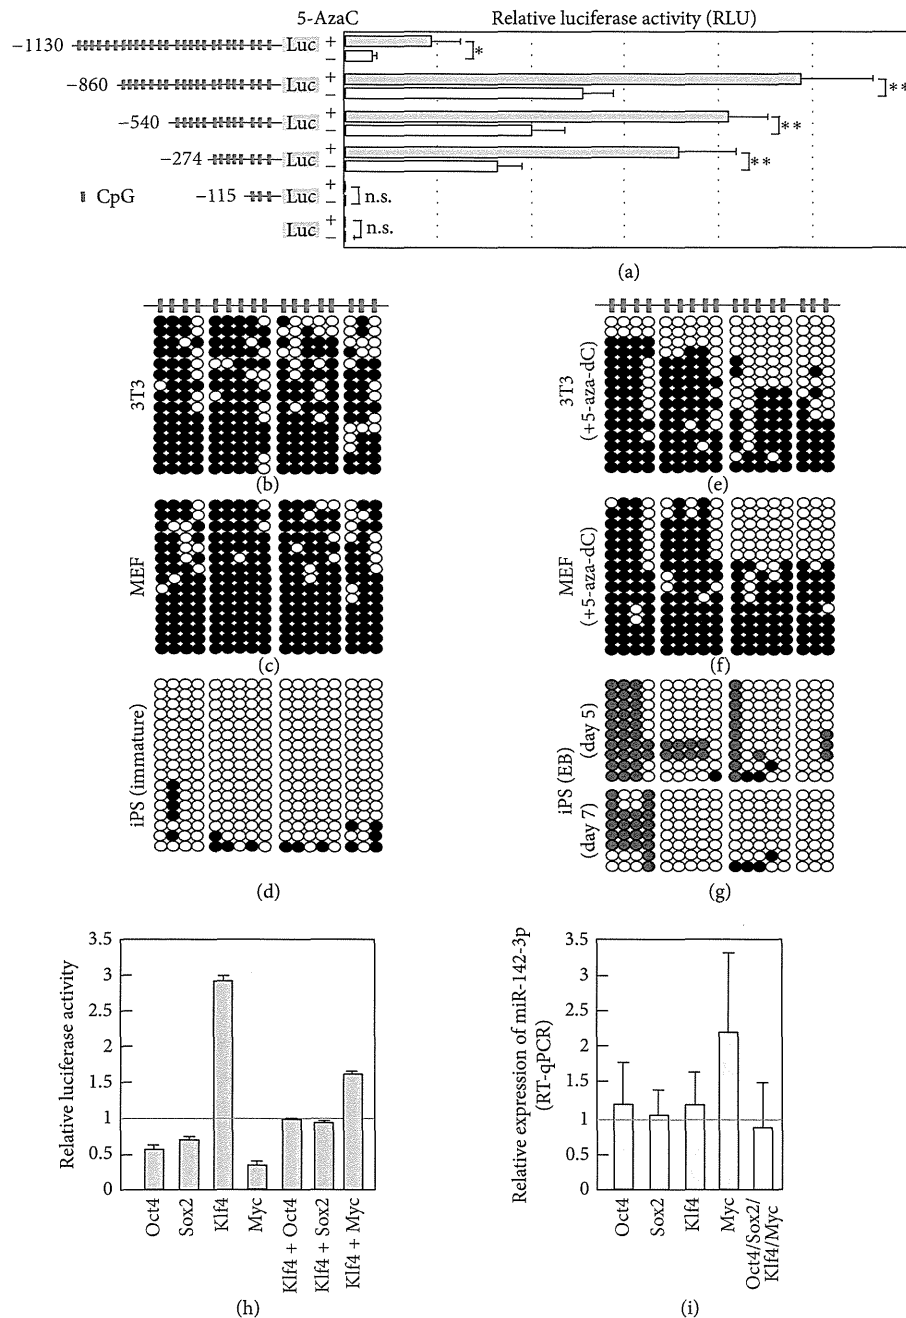 5-AzaC Relative luciferase activity (RLU)
−1130 Luc + − *
−860 Luc + − **
−540 Luc + − **
−274 Luc + − **
CpG −115 Luc + − n.s.
Luc + − n.s.
(a)
3T3
(b)
3T3
(+5-aza-dC)
(e)
MEF
(c)
MEF
(+5-aza-dC)
(f)
iPS (immature)
(d)
iPS (EB)
(day 5)
(day 7)
(g)
Relative luciferase activity
3.5
3
2.5
2
1.5
1
0.5
0
Oct4
Sox2
Klf4
Myc
Klf4 + Oct4
Klf4 + Sox2
Klf4 + Myc
(h)
Relative expression of miR-142-3p
(RT-qPCR)
3.5
3
2.5
2
1.5
1
0.5
0
Oct4
Sox2
Klf4
Myc
Oct4/Sox2/
Klf4/Myc
(i)